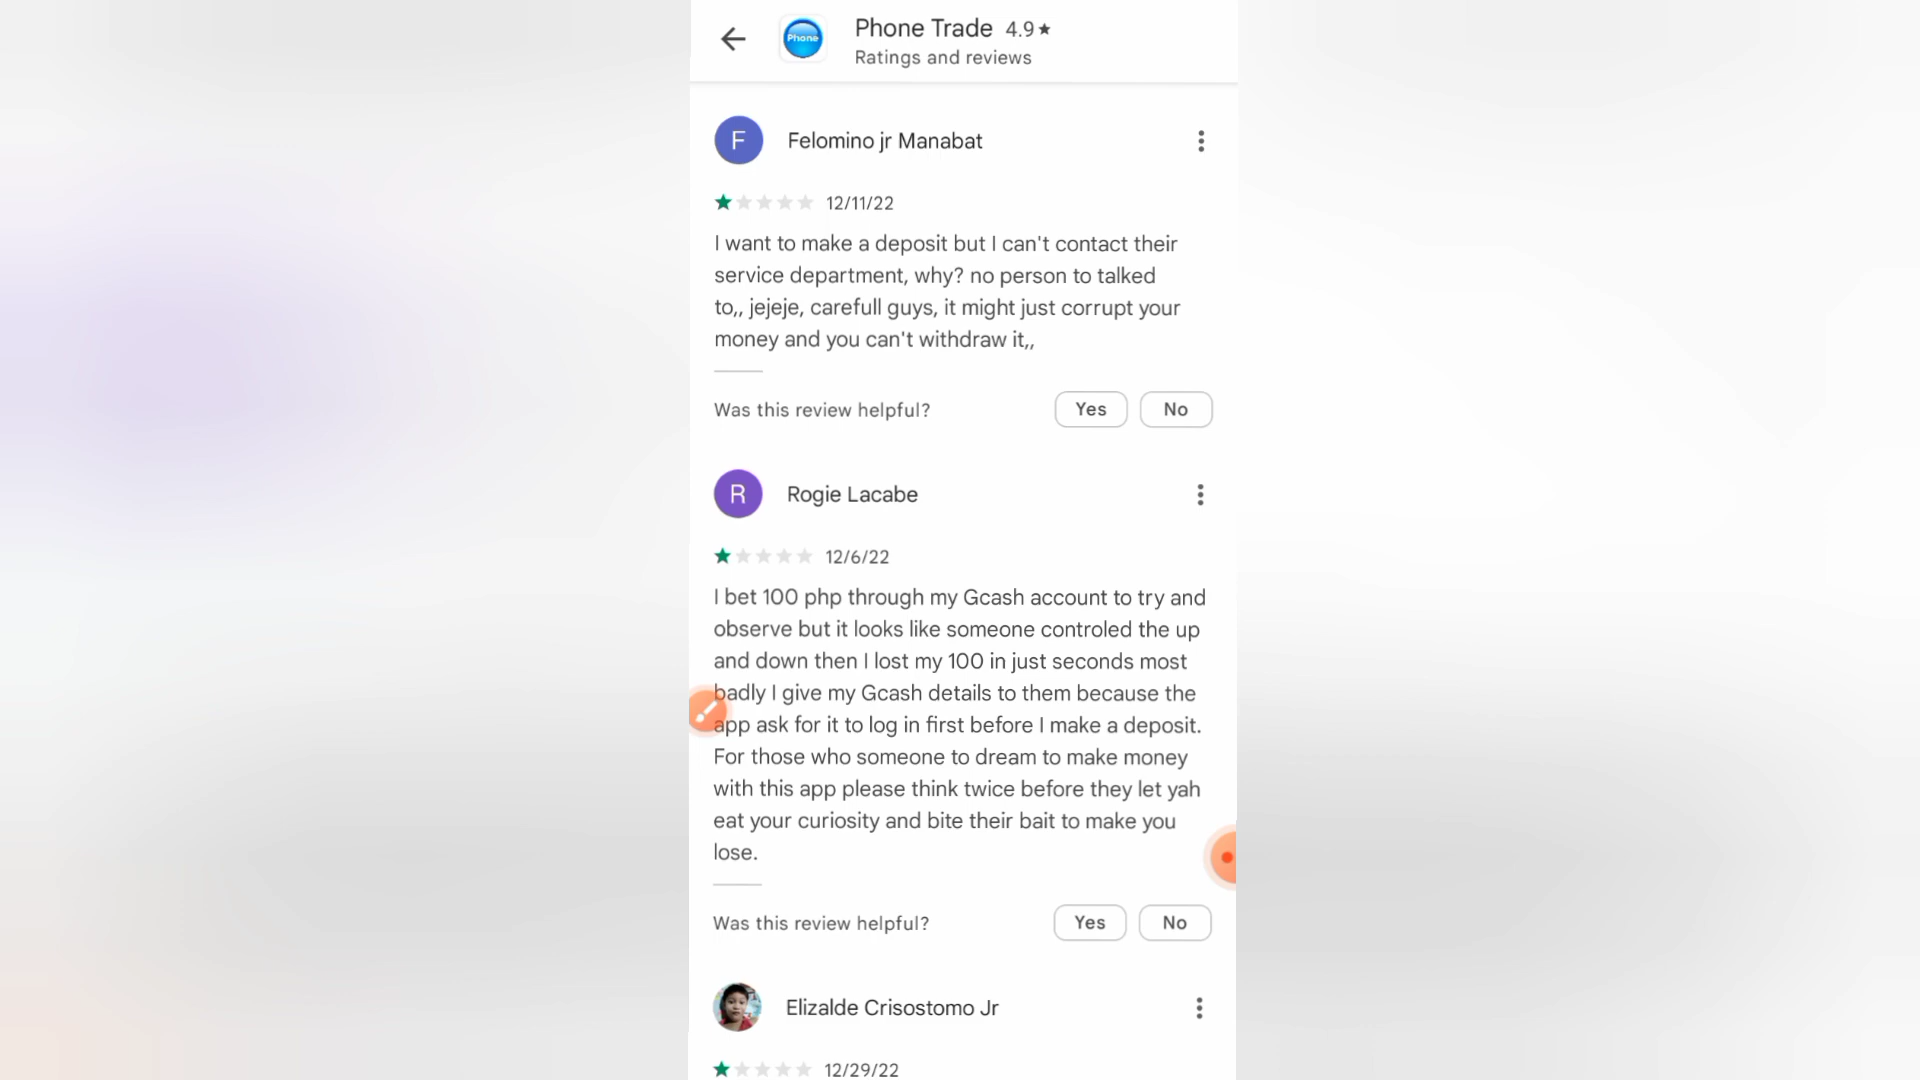 Phone
Phone Trade 4.9★
Ratings and reviews
F
Felomino jr Manabat
12/11/22
I want to make a deposit but I can't contact their
service department, why? no person to talked
to,, jejeje, carefull guys, it might just corrupt your
money and you can't withdraw it,,
Was this review helpful?
Yes
No
R
Rogie Lacabe
12/6/22
I bet 100 php through my Gcash account to try and
observe but it looks like someone controled the up
and down then I lost my 100 in just seconds most
badly I give my Gcash details to them because the
app ask for it to log in first before I make a deposit.
For those who someone to dream to make money
with this app please think twice before they let yah
eat your curiosity and bite their bait to make you
lose.
Was this review helpful?
Yes
No
Elizalde Crisostomo Jr
12/29/22